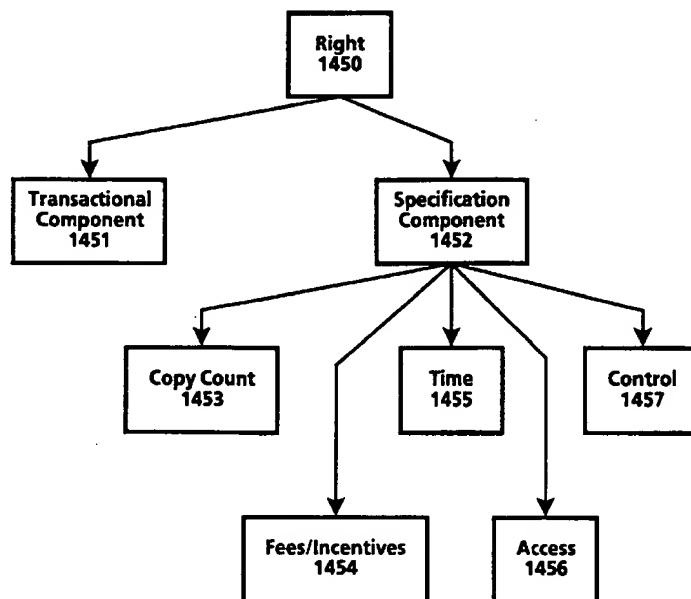 Right
1450
Transactional
Component
1451
Specification
Component
1452
Copy Count
1453
Time
1455
Control
1457
Fees/Incentives
1454
Access
1456